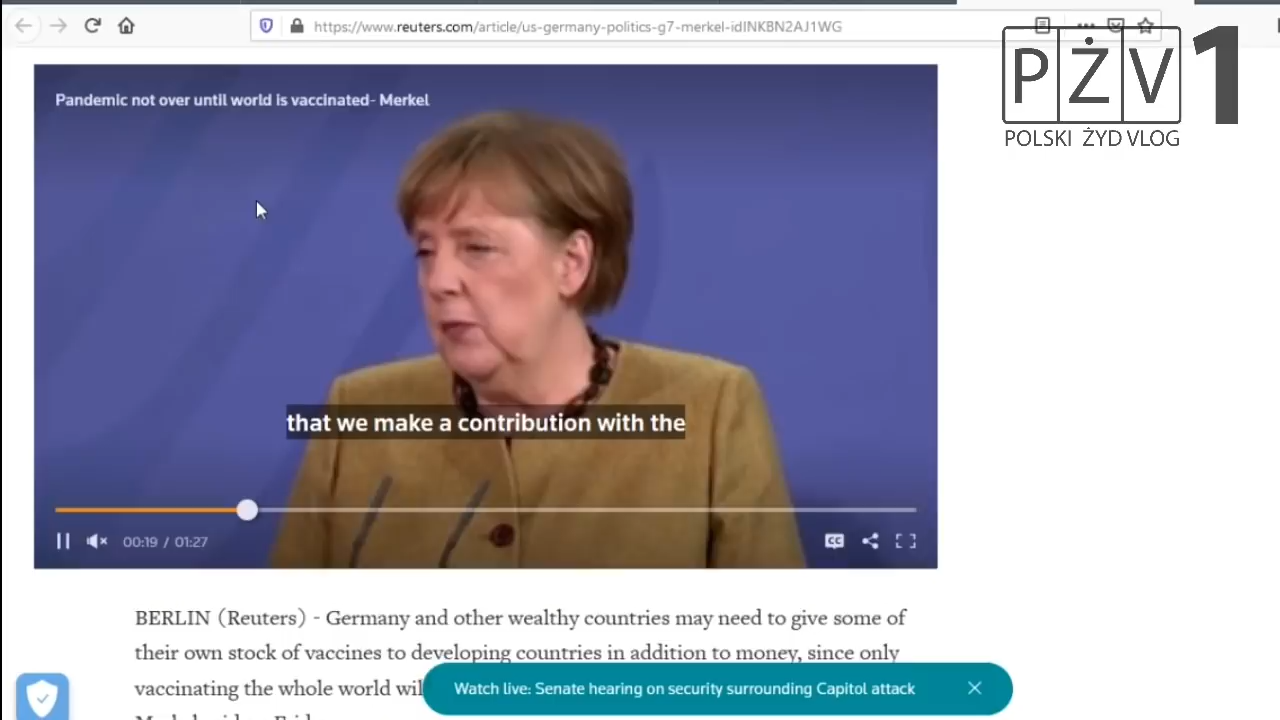 https://www.reuters.com/article/us-germany-politics-g7-merkel-idINKBN2AJ1WG
PŻV1
POLSKI ŻYD VLOG
Pandemic not over until world is vaccinated- Merkel
that we make a contribution with the
00:19 / 01:27
CC
BERLIN (Reuters) - Germany and other wealthy countries may need to give some of
their own stock of vaccines to developing countries in addition to money, since only
vaccinating the whole world wil
Watch live: Senate hearing on security surrounding Capitol attack